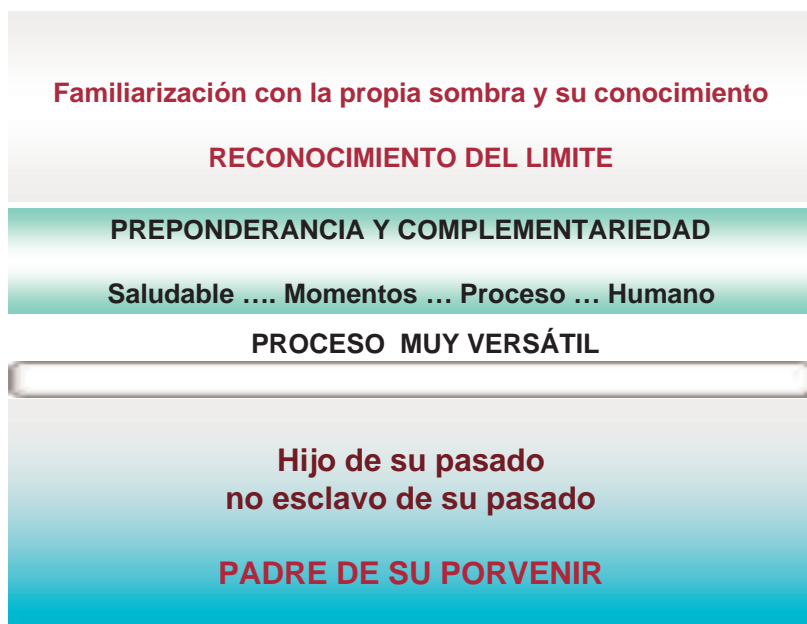 Familiarización con la propia sombra y su conocimiento
RECONOCIMIENTO DEL LIMITE
PREPONDERANCIA Y COMPLEMENTARIEDAD
Saludable .... Momentos ... Proceso ... Humano
PROCESO MUY VERSÁTIL
Hijo de su pasado
no esclavo de su pasado
PADRE DE SU PORVENIR